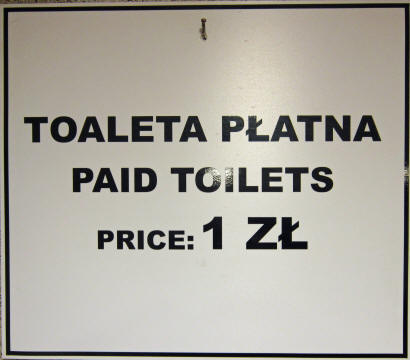 TOALETA PŁATNA
PAID TOILETS
PRICE: 1 ZŁ